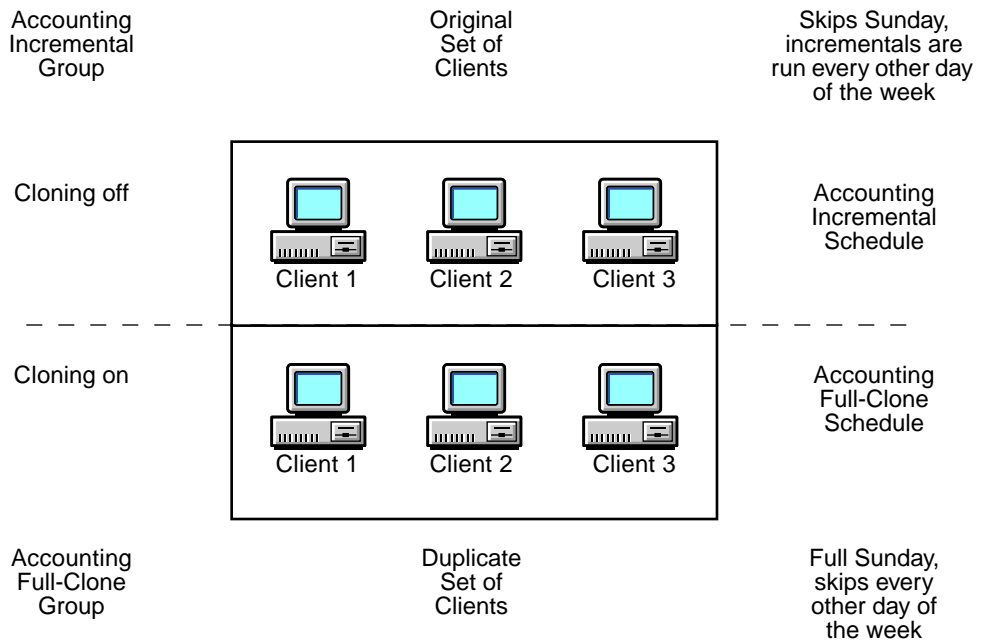 Accounting
Incremental
Group
Original
Set of
Clients
Skips Sunday,
incrementals are
run every other day
of the week
Cloning off
Client 1
Client 2
Client 3
Accounting
Incremental
Schedule
Cloning on
Client 1
Client 2
Client 3
Accounting
Full-Clone
Schedule
Accounting
Full-Clone
Group
Duplicate
Set of
Clients
Full Sunday,
skips every
other day of
the week